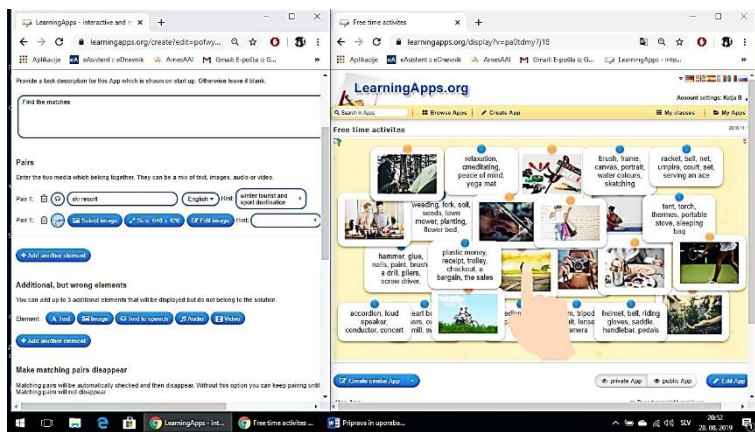 LearningApps - interactive and m
learningapps.org/create?edit=pofwy...
Aplikacije
eAsistent :: eDnevnik
ArnesAAI
Gmail: E-pošta iz G...
Provide a task description for this App which is shown on start up. Otherwise leave it blank.
Find the matches
Pairs
Enter the two media which belong together. They can be a mix of text, images, audio or video.
Pair 1:
ski resort
English
Hint:
winter tourist and
sport destination
Pair 1:
Select image
Size: 640 x 426
Edit image
Hint:
+ Add another element
Additional, but wrong elements
You can add up to 3 additional elements that will be displayed but do not belong to the solution.
Element:
A Text
Image
Text to speech
Audio
Video
+ Add another element
Make matching pairs disappear
Matching pairs will be automatically checked and then disappear. Without this option you can keep pairing until
Matching pairs will not disappear
Free time activites
learningapps.org/display?v=pa0tdmy7j18
Aplikacije
eAsistent :: eDnevnik
ArnesAAI
Gmail: E-pošta iz G...
LearningApps - inte...
LearningApps.org
Account settings: Katja B
Search in Apps
Browse Apps
Create App
My classes
My Apps
Free time activites
relaxation,
cmeditating,
peace of mind,
yoga mat
brush, frame,
canvas, portrait,
water colours,
skatching
racket, ball, net,
umpire, court, set,
serving an ace
weeding, fork, soil,
seeds, lawn
mower, planting,
flower bed,
tent, torch,
thermos, portable
stove, sleeping
bag
hammer, glue,
nails, paint, brush
a drill, pliers,
screw driver,
plastic money,
receipt, trolley,
checkout, a
bargain, the sales
accordion, loud
speaker,
conductor, concert
helmet, bell, riding
gloves, saddle,
handlebar, pedals
Create similar App
private App
public App
Edit App
LearningApps - int...
Free time activites ...
Priprava in uporaba...
SLV
20:52
28. 08. 2019